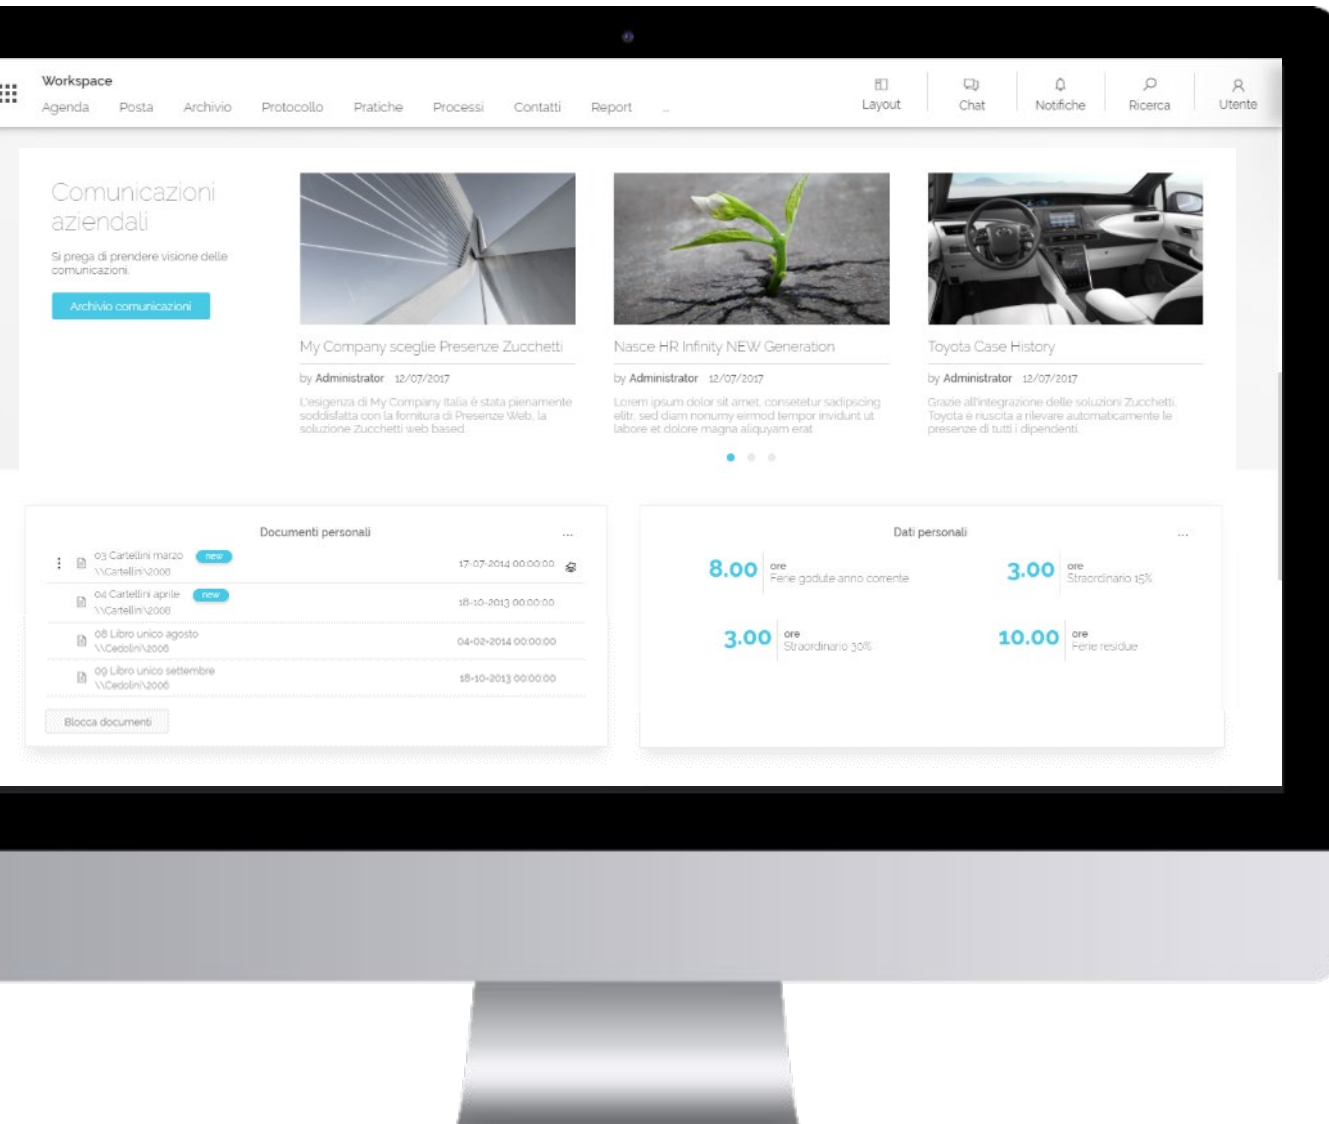 Workspace
Agenda Posta Archivio Protocollo Pratiche Processi Contatti Report ...
Layout Chat Notifiche Ricerca Utente
Comunicazioni
aziendali
Si prega di prendere visione delle
comunicazioni.
Archivio comunicazioni
My Company sceglie Presenze Zucchetti
by Administrator 12/07/2017
L'esigenza di My Company Italia è stata pienamente
soddisfatta con la fornitura di Presenze Web, la
soluzione Zucchetti web based.
Nasce HR Infinity NEW Generation
by Administrator 12/07/2017
Lorem ipsum dolor sit amet, consetetur sadipscing
elitr, sed diam nonumy eirmod tempor invidunt ut
labore et dolore magna aliquyam erat
Toyota Case History
by Administrator 12/07/2017
Grazie all'integrazione delle soluzioni Zucchetti,
Toyota è riuscita a rilevare automaticamente le
presenze di tutti i dipendenti.
Documenti personali ...
03 Cartellini marzo new
\\Cartellini\2006
17-07-2014 00:00:00
04 Cartellini aprile new
\\Cartellini\2006
18-10-2013 00:00:00
08 Libro unico agosto
\\Cedolini\2006
04-02-2014 00:00:00
09 Libro unico settembre
\\Cedolini\2006
18-10-2013 00:00:00
Blocca documenti
Dati personali ...
8.00 ore
Ferie godute anno corrente
3.00 ore
Straordinario 15%
3.00 ore
Straordinario 30%
10.00 ore
Ferie residue